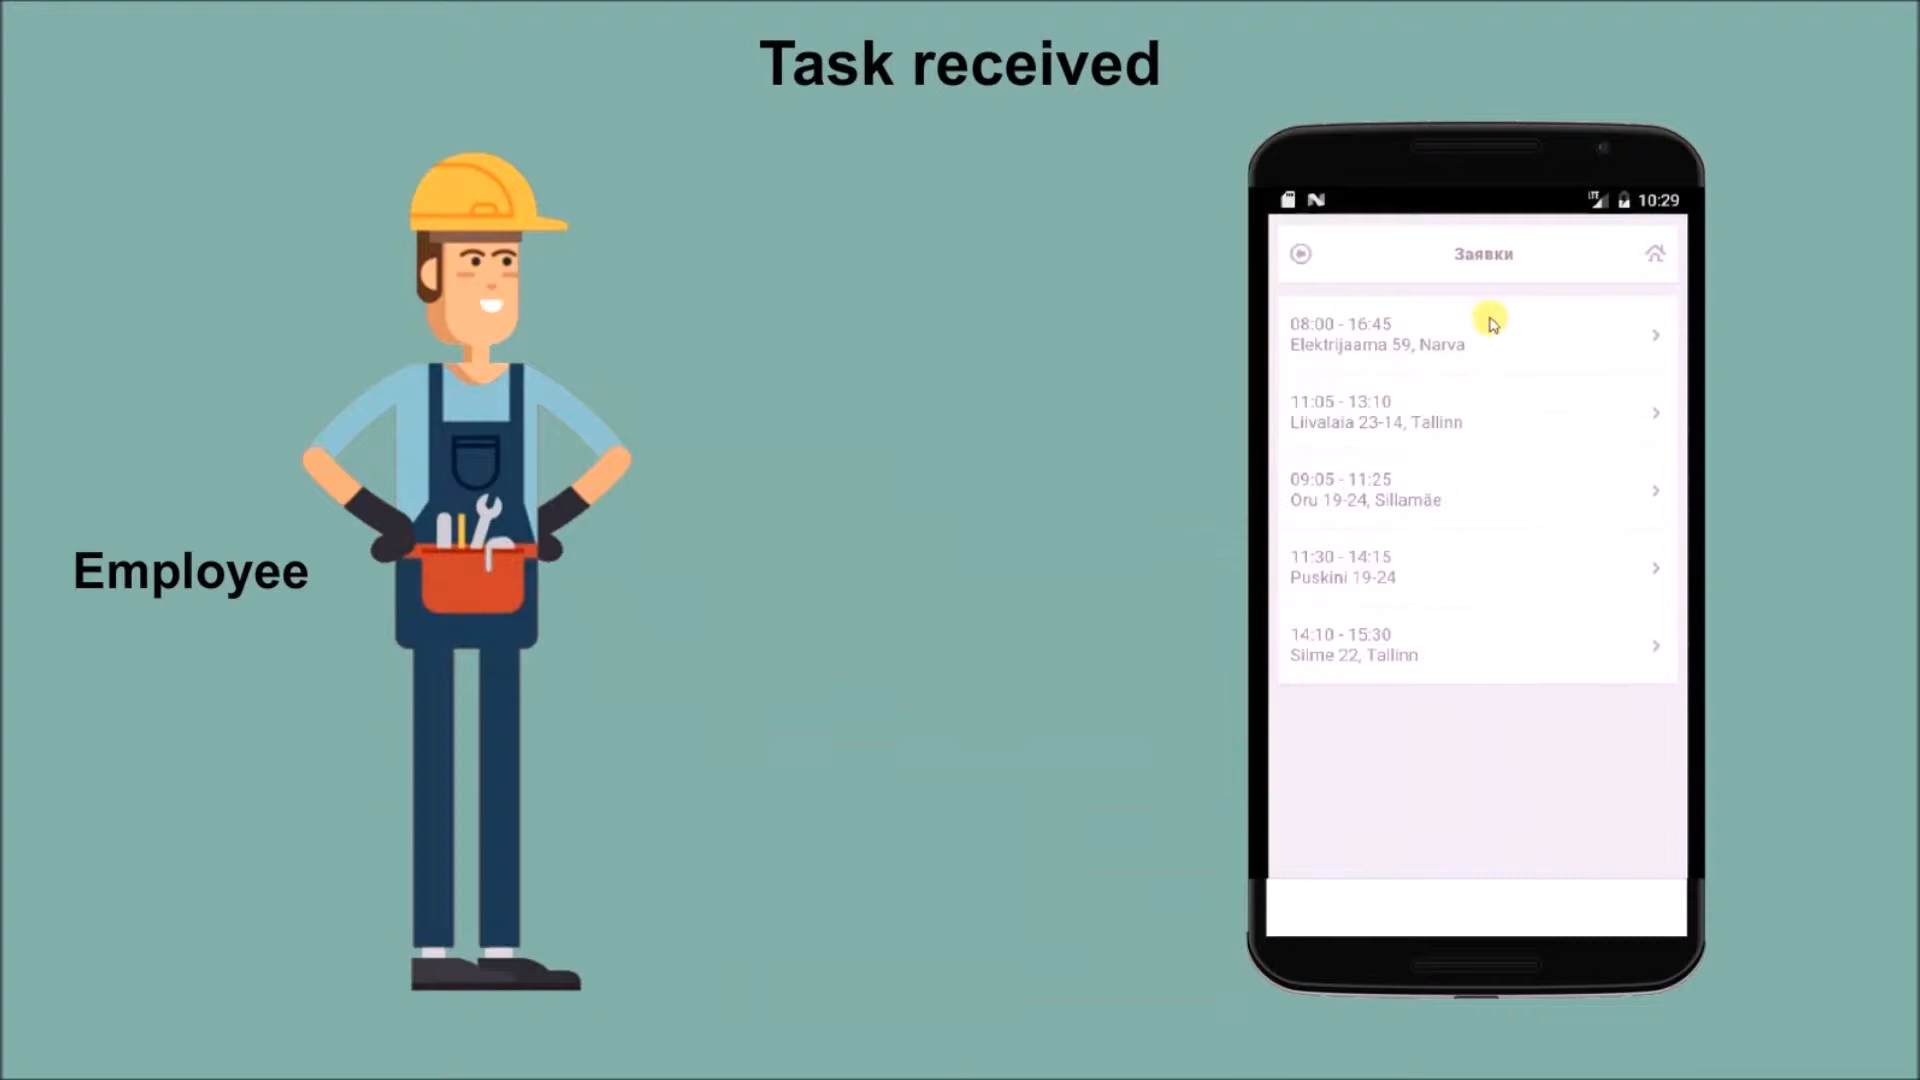 Task received
Employee
LTE 10:29
Заявки
08:00 - 16:45
Elektrijaama 59, Narva
11:05 - 13:10
Liivalaia 23-14, Tallinn
09:05 - 11:25
Oru 19-24, Sillamäe
11:30 - 14:15
Puskini 19-24
14:10 - 15:30
Silme 22, Tallinn